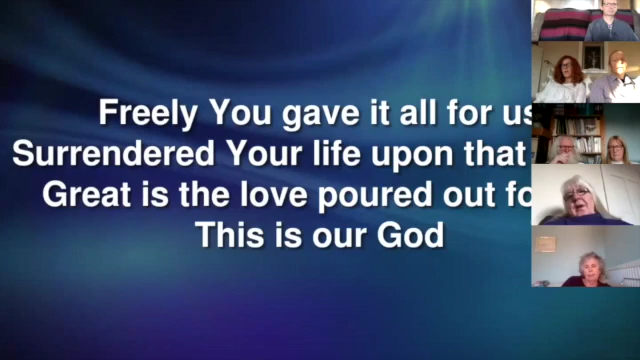 Freely You gave it all for us
Surrendered Your life upon that
Great is the love poured out fo
This is our God